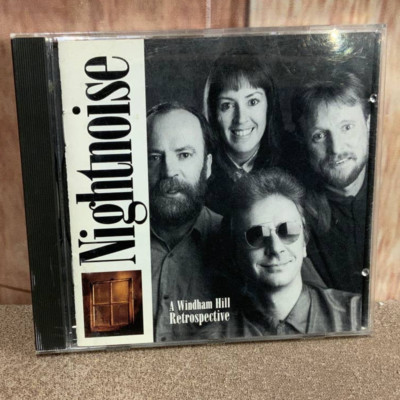 Nightnoise
A Windham Hill
Retrospective